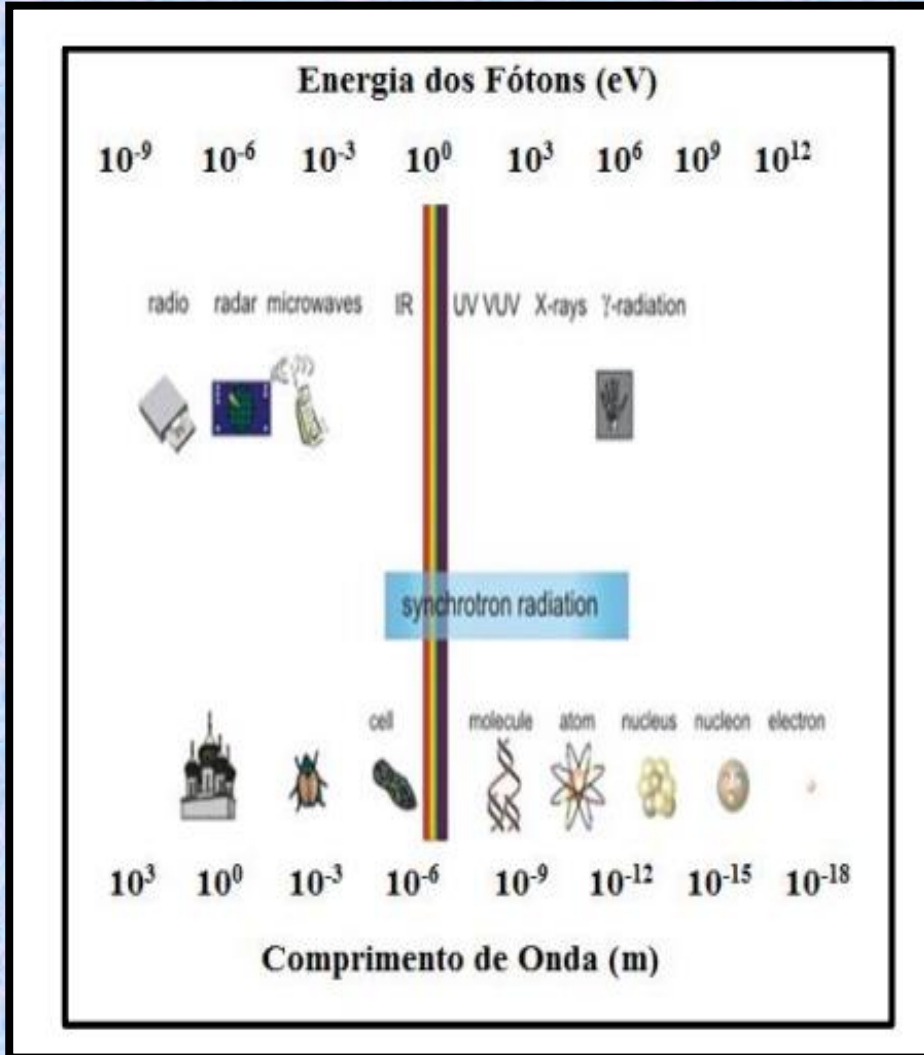 Energia dos Fótons (eV)
10⁻⁹ 10⁻⁶ 10⁻³ 10⁰ 10³ 10⁶ 10⁹ 10¹²
radio radar microwaves IR UV VUV X-rays γ-radiation
synchrotron radiation
cell molecule atom nucleus nucleon electron
10³ 10⁰ 10⁻³ 10⁻⁶ 10⁻⁹ 10⁻¹² 10⁻¹⁵ 10⁻¹⁸
Comprimento de Onda (m)